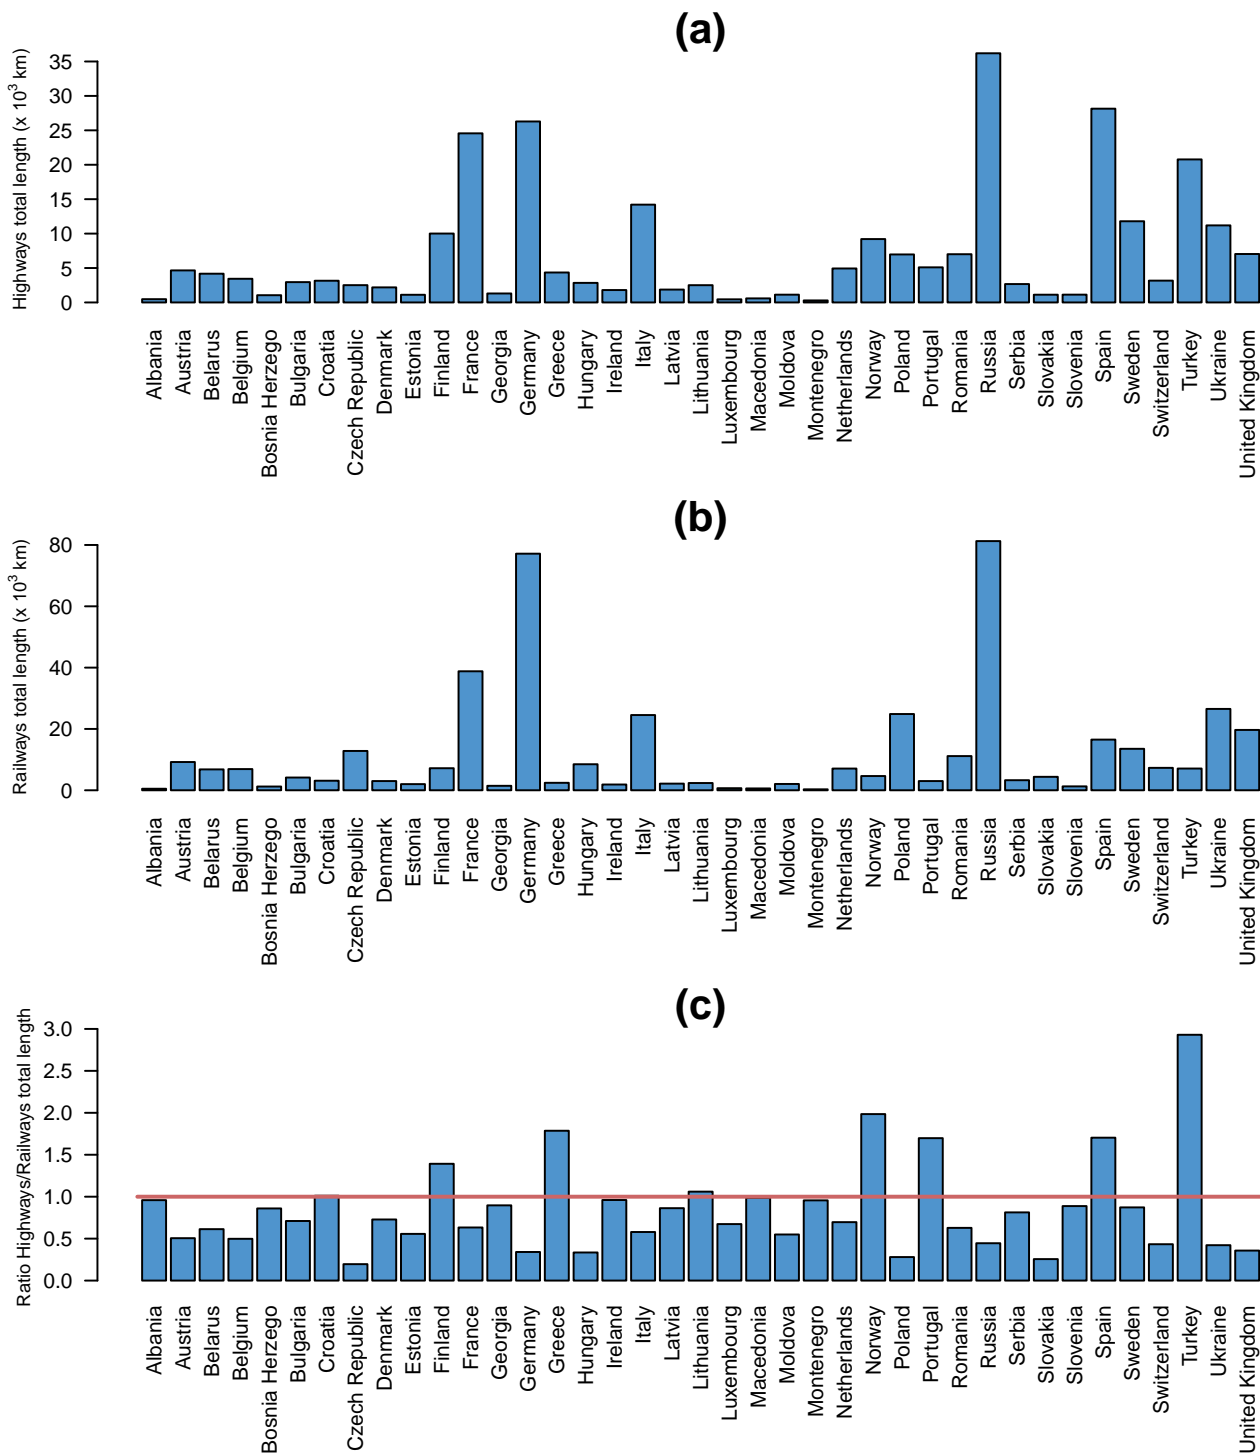 (a)
Highways total length (x 10³ km)
35
30
25
20
15
10
5
0
Albania
Austria
Belarus
Belgium
Bosnia Herzego
Bulgaria
Croatia
Czech Republic
Denmark
Estonia
Finland
France
Georgia
Germany
Greece
Hungary
Ireland
Italy
Latvia
Lithuania
Luxembourg
Macedonia
Moldova
Montenegro
Netherlands
Norway
Poland
Portugal
Romania
Russia
Serbia
Slovakia
Slovenia
Spain
Sweden
Switzerland
Turkey
Ukraine
United Kingdom
(b)
Railways total length (x 10³ km)
80
60
40
20
0
Albania
Austria
Belarus
Belgium
Bosnia Herzego
Bulgaria
Croatia
Czech Republic
Denmark
Estonia
Finland
France
Georgia
Germany
Greece
Hungary
Ireland
Italy
Latvia
Lithuania
Luxembourg
Macedonia
Moldova
Montenegro
Netherlands
Norway
Poland
Portugal
Romania
Russia
Serbia
Slovakia
Slovenia
Spain
Sweden
Switzerland
Turkey
Ukraine
United Kingdom
(c)
Ratio Highways/Railways total length
3.0
2.5
2.0
1.5
1.0
0.5
0.0
Albania
Austria
Belarus
Belgium
Bosnia Herzego
Bulgaria
Croatia
Czech Republic
Denmark
Estonia
Finland
France
Georgia
Germany
Greece
Hungary
Ireland
Italy
Latvia
Lithuania
Luxembourg
Macedonia
Moldova
Montenegro
Netherlands
Norway
Poland
Portugal
Romania
Russia
Serbia
Slovakia
Slovenia
Spain
Sweden
Switzerland
Turkey
Ukraine
United Kingdom